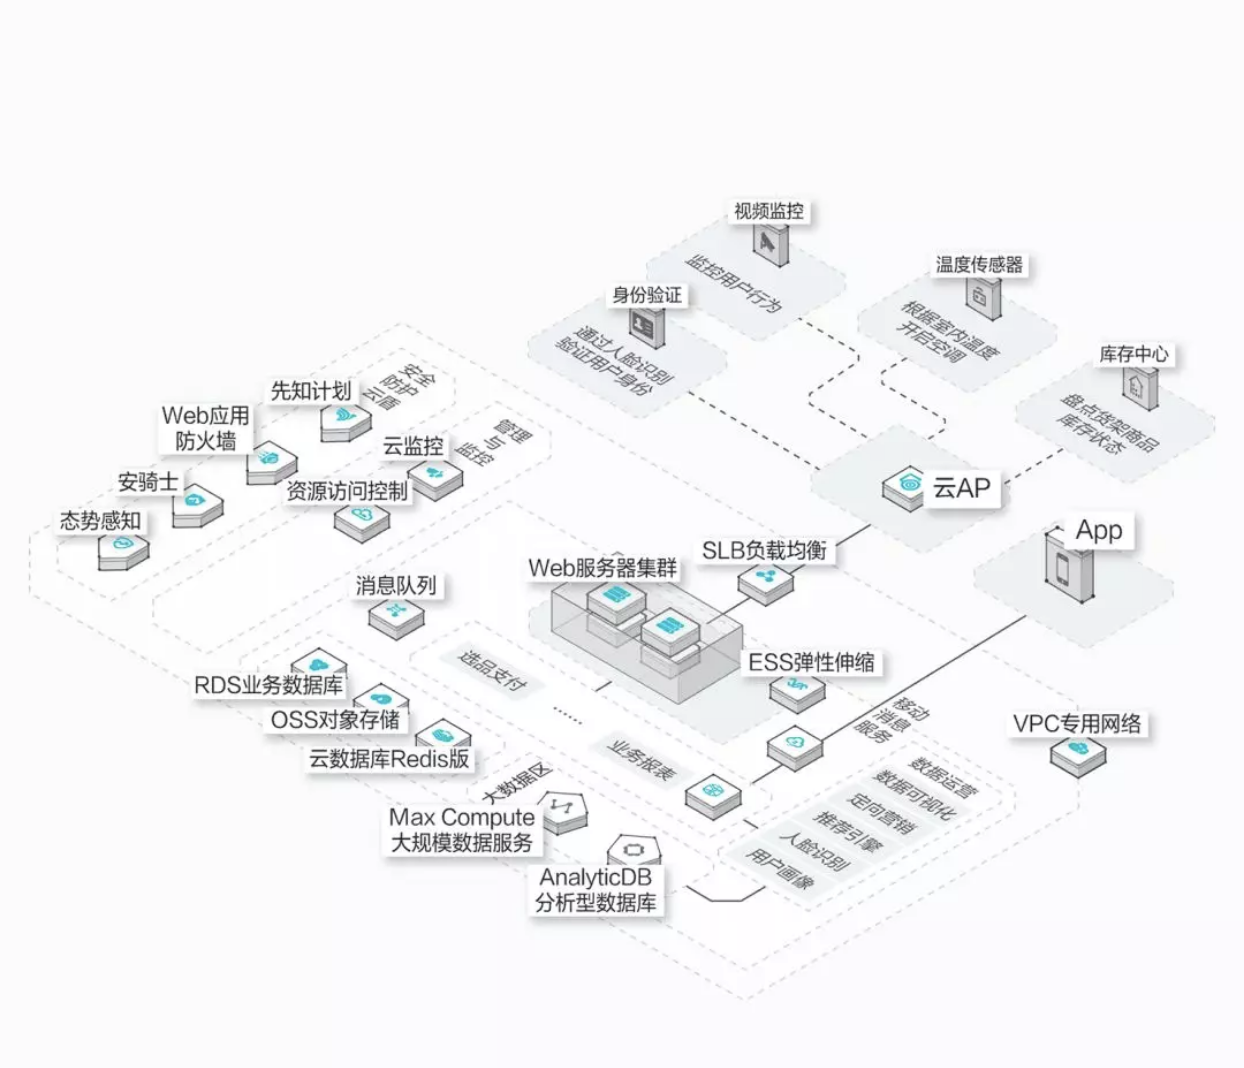 视频监控
监控用户行为
温度传感器
根据室内温度
开启空调
身份验证
通过人脸识别
验证用户身份
库存中心
盘点货架商品
库存状态
云AP
App
安全
防护
云盾
先知计划
Web应用
防火墙
安骑士
态势感知
管理
与
监控
云监控
资源访问控制
SLB负载均衡
Web服务器集群
消息队列
ESS弹性伸缩
选品支付
......
业务报表
RDS业务数据库
OSS对象存储
云数据库Redis版
移动
消息
服务
VPC专用网络
大数据区
Max Compute
大规模数据服务
AnalyticDB
分析型数据库
数据运营
数据可视化
定向营销
推荐引擎
人脸识别
用户画像